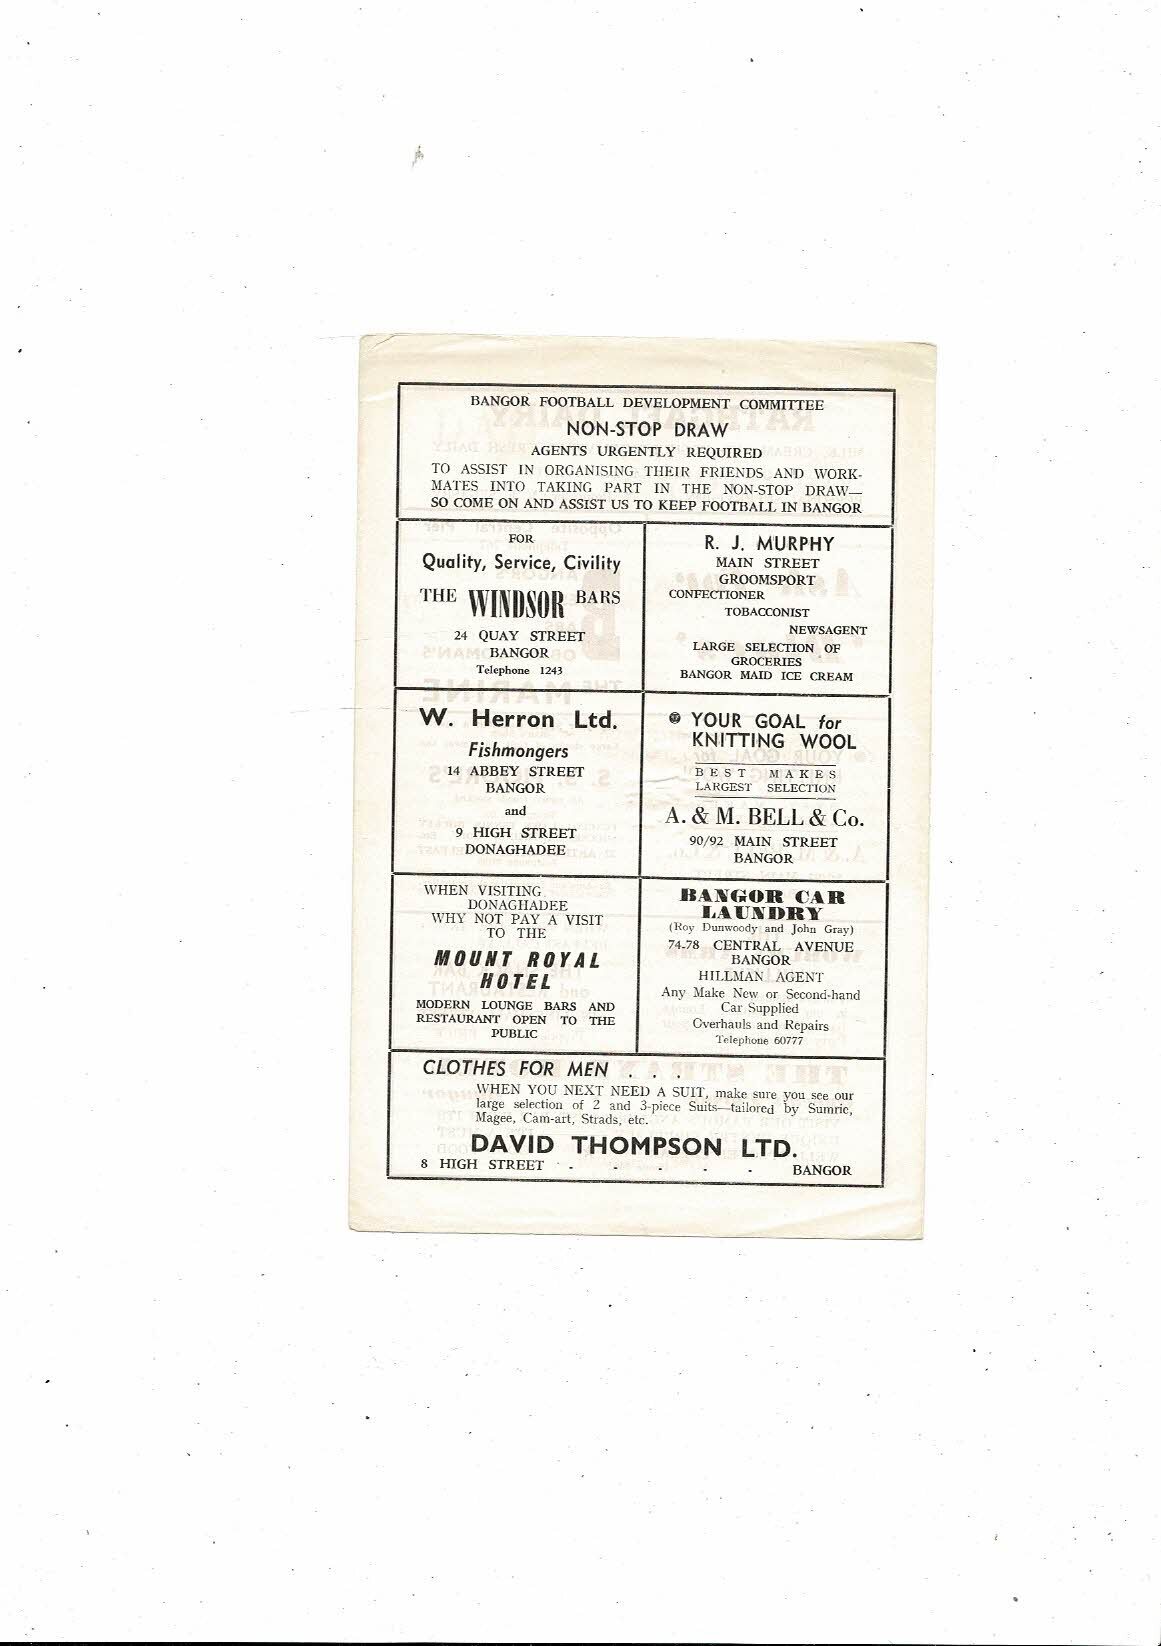 BANGOR FOOTBALL DEVELOPMENT COMMITTEE
NON-STOP DRAW
AGENTS URGENTLY REQUIRED
TO ASSIST IN ORGANISING THEIR FRIENDS AND WORK-
MATES INTO TAKING PART IN THE NON-STOP DRAW—
SO COME ON AND ASSIST US TO KEEP FOOTBALL IN BANGOR
FOR
Quality, Service, Civility
THE WINDSOR BARS
24 QUAY STREET
BANGOR
Telephone 1243
R. J. MURPHY
MAIN STREET
GROOMSPORT
CONFECTIONER
TOBACCONIST
NEWSAGENT
LARGE SELECTION OF
GROCERIES
BANGOR MAID ICE CREAM
W. Herron Ltd.
Fishmongers
14 ABBEY STREET
BANGOR
and
9 HIGH STREET
DONAGHADEE
YOUR GOAL for
KNITTING WOOL
BEST MAKES
LARGEST SELECTION
A. & M. BELL & Co.
90/92 MAIN STREET
BANGOR
WHEN VISITING
DONAGHADEE
WHY NOT PAY A VISIT
TO THE
MOUNT ROYAL
HOTEL
MODERN LOUNGE BARS AND
RESTAURANT OPEN TO THE
PUBLIC
BANGOR CAR
LAUNDRY
(Roy Dunwoody and John Gray)
74-78 CENTRAL AVENUE
BANGOR
HILLMAN AGENT
Any Make New or Second-hand
Car Supplied
Overhauls and Repairs
Telephone 60777
CLOTHES FOR MEN . . .
WHEN YOU NEXT NEED A SUIT, make sure you see our
large selection of 2 and 3-piece Suits—tailored by Sumrie,
Magee, Cam-art, Strads, etc.
DAVID THOMPSON LTD.
8 HIGH STREET - - - - - BANGOR